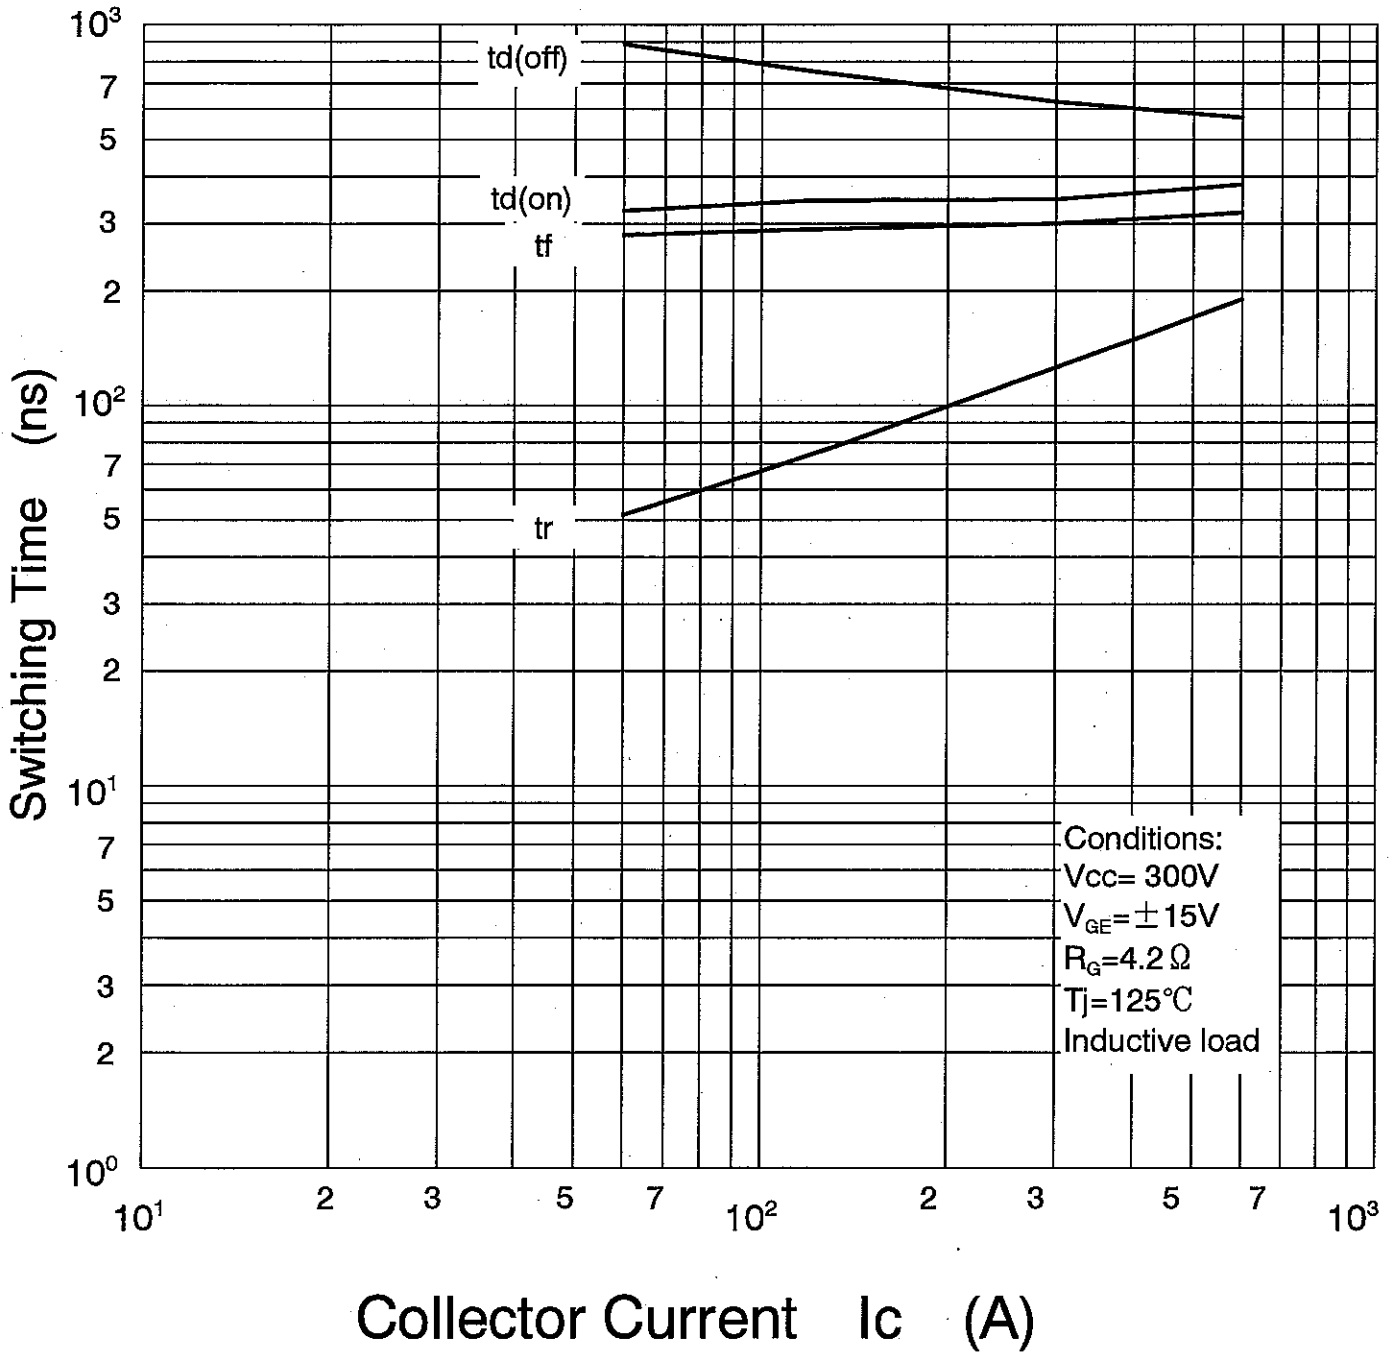 10³
td(off)
7
5
td(on)
3
tf
2
10²
7
5
tr
3
2
10¹
7
5
3
2
10⁰
Switching Time (ns)
Conditions:
Vcc= 300V
V_GE=±15V
R_G=4.2Ω
Tj=125℃
Inductive load
10¹ 2 3 5 7 10² 2 3 5 7 10³
Collector Current Ic (A)